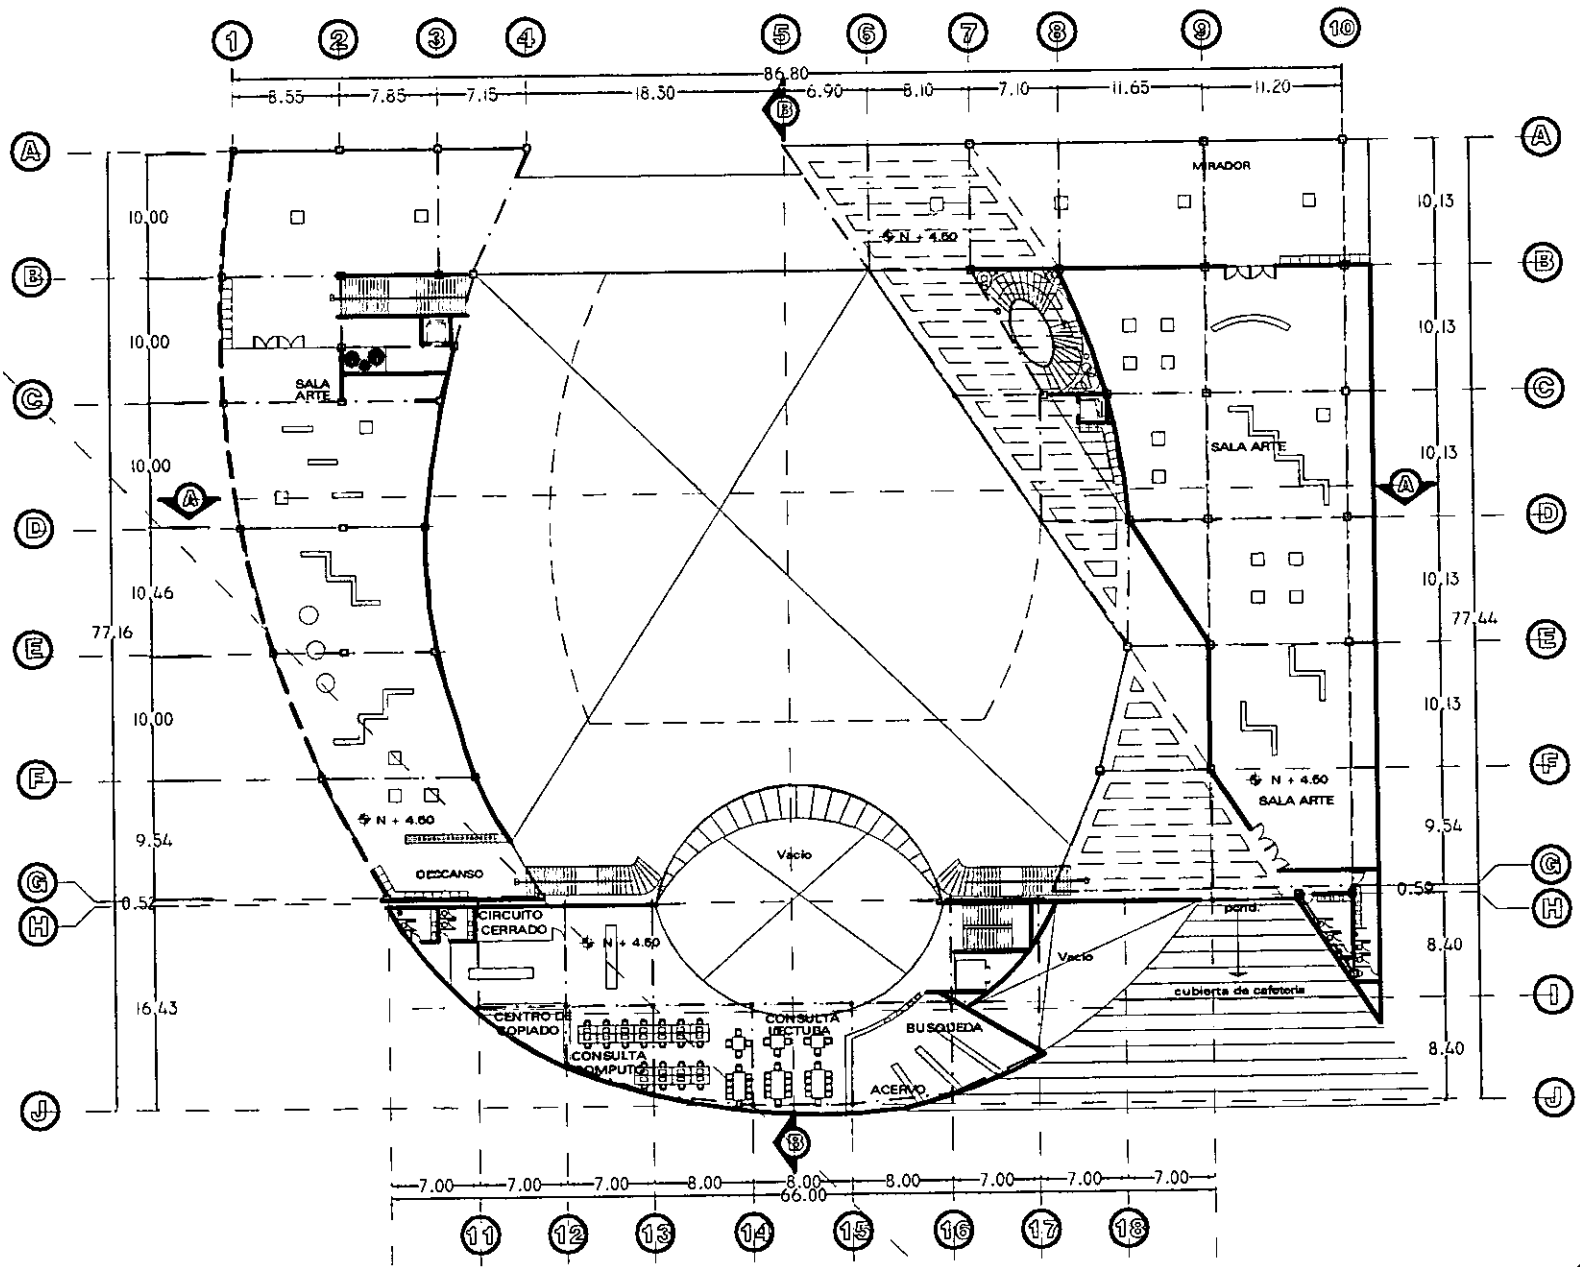 1 2 3 4 5 6 7 8 9 10
86.80
8.55 7.85 7.15 18.30 6.90 8.10 7.10 11.65 11.20
B
A A
MIRADOR
10.00 10.13
N + 4.60
B B
10.00 10.13
SALA
ARTE
C C
SALA ARTE
10.00 10.13
A A
D D
10.46 10.13
77.16 77.44
E E
10.00 10.13
F F
N + 4.60
SALA ARTE
N + 4.60
9.54 9.54
Vacio
DESCANSO
G G
0.52 0.59
H H
CIRCUITO
CERRADO
pend.
N + 4.60
8.40
Vacio
cubierta de cafeteria
I
16.43
CENTRO DE
COPIADO
CONSULTA
LECTURA
BUSQUEDA
CONSULTA
COMPUTO
8.40
ACERVO
J J
B
7.00 7.00 7.00 8.00 8.00 8.00 7.00 7.00 7.00
66.00
11 12 13 14 15 16 17 18